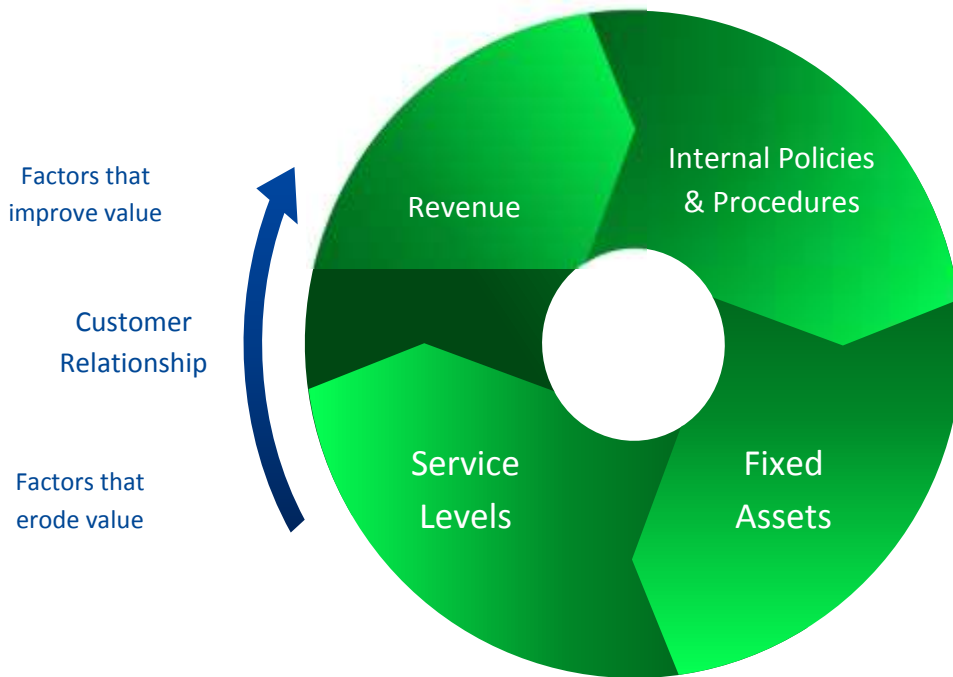 Factors that
improve value
Customer
Relationship
Factors that
erode value
Revenue
Internal Policies
& Procedures
Service
Levels
Fixed
Assets